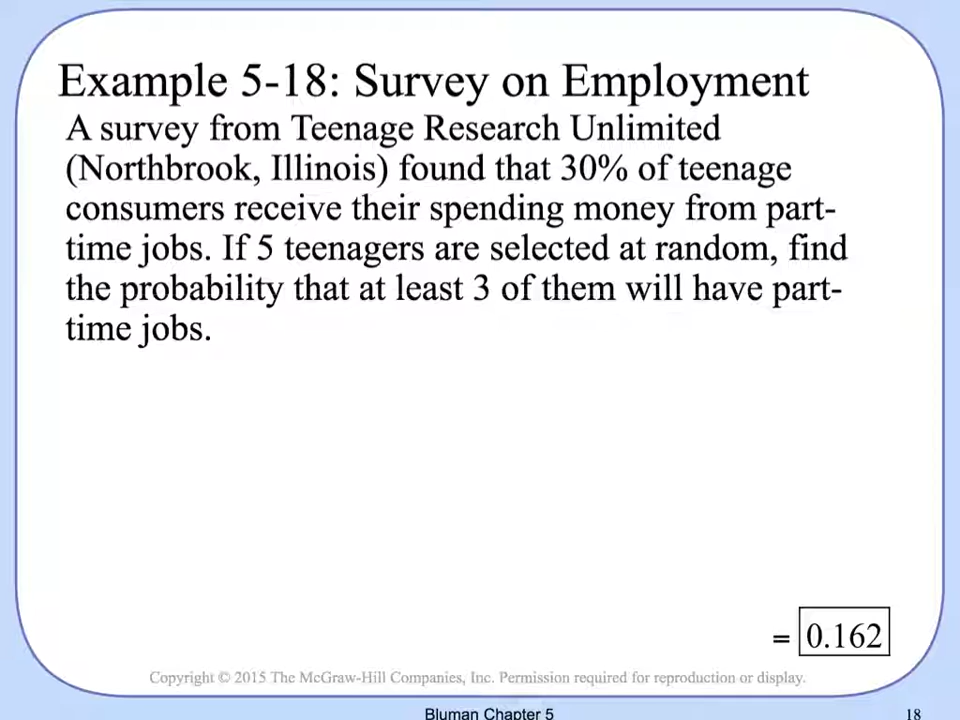 Example 5-18: Survey on Employment
A survey from Teenage Research Unlimited
(Northbrook, Illinois) found that 30% of teenage
consumers receive their spending money from part-
time jobs. If 5 teenagers are selected at random, find
the probability that at least 3 of them will have part-
time jobs.
= 0.162
Copyright © 2015 The McGraw-Hill Companies, Inc. Permission required for reproduction or display.
Bluman Chapter 5
18